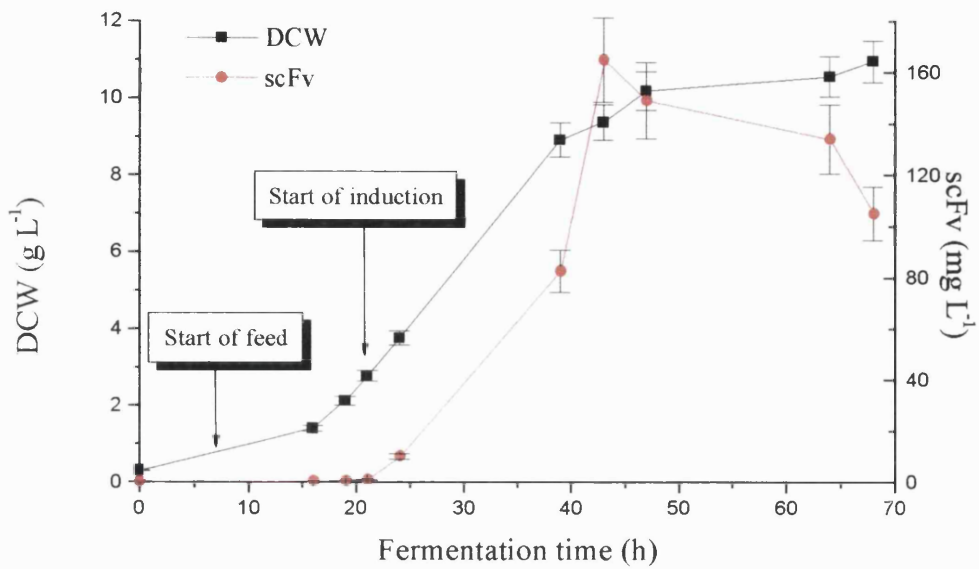 DCW
scFv
Start of induction
Start of feed
DCW (g L⁻¹)
12
10
8
6
4
2
0
scFv (mg L⁻¹)
160
120
80
40
0
0
10
20
30
40
50
60
70
Fermentation time (h)